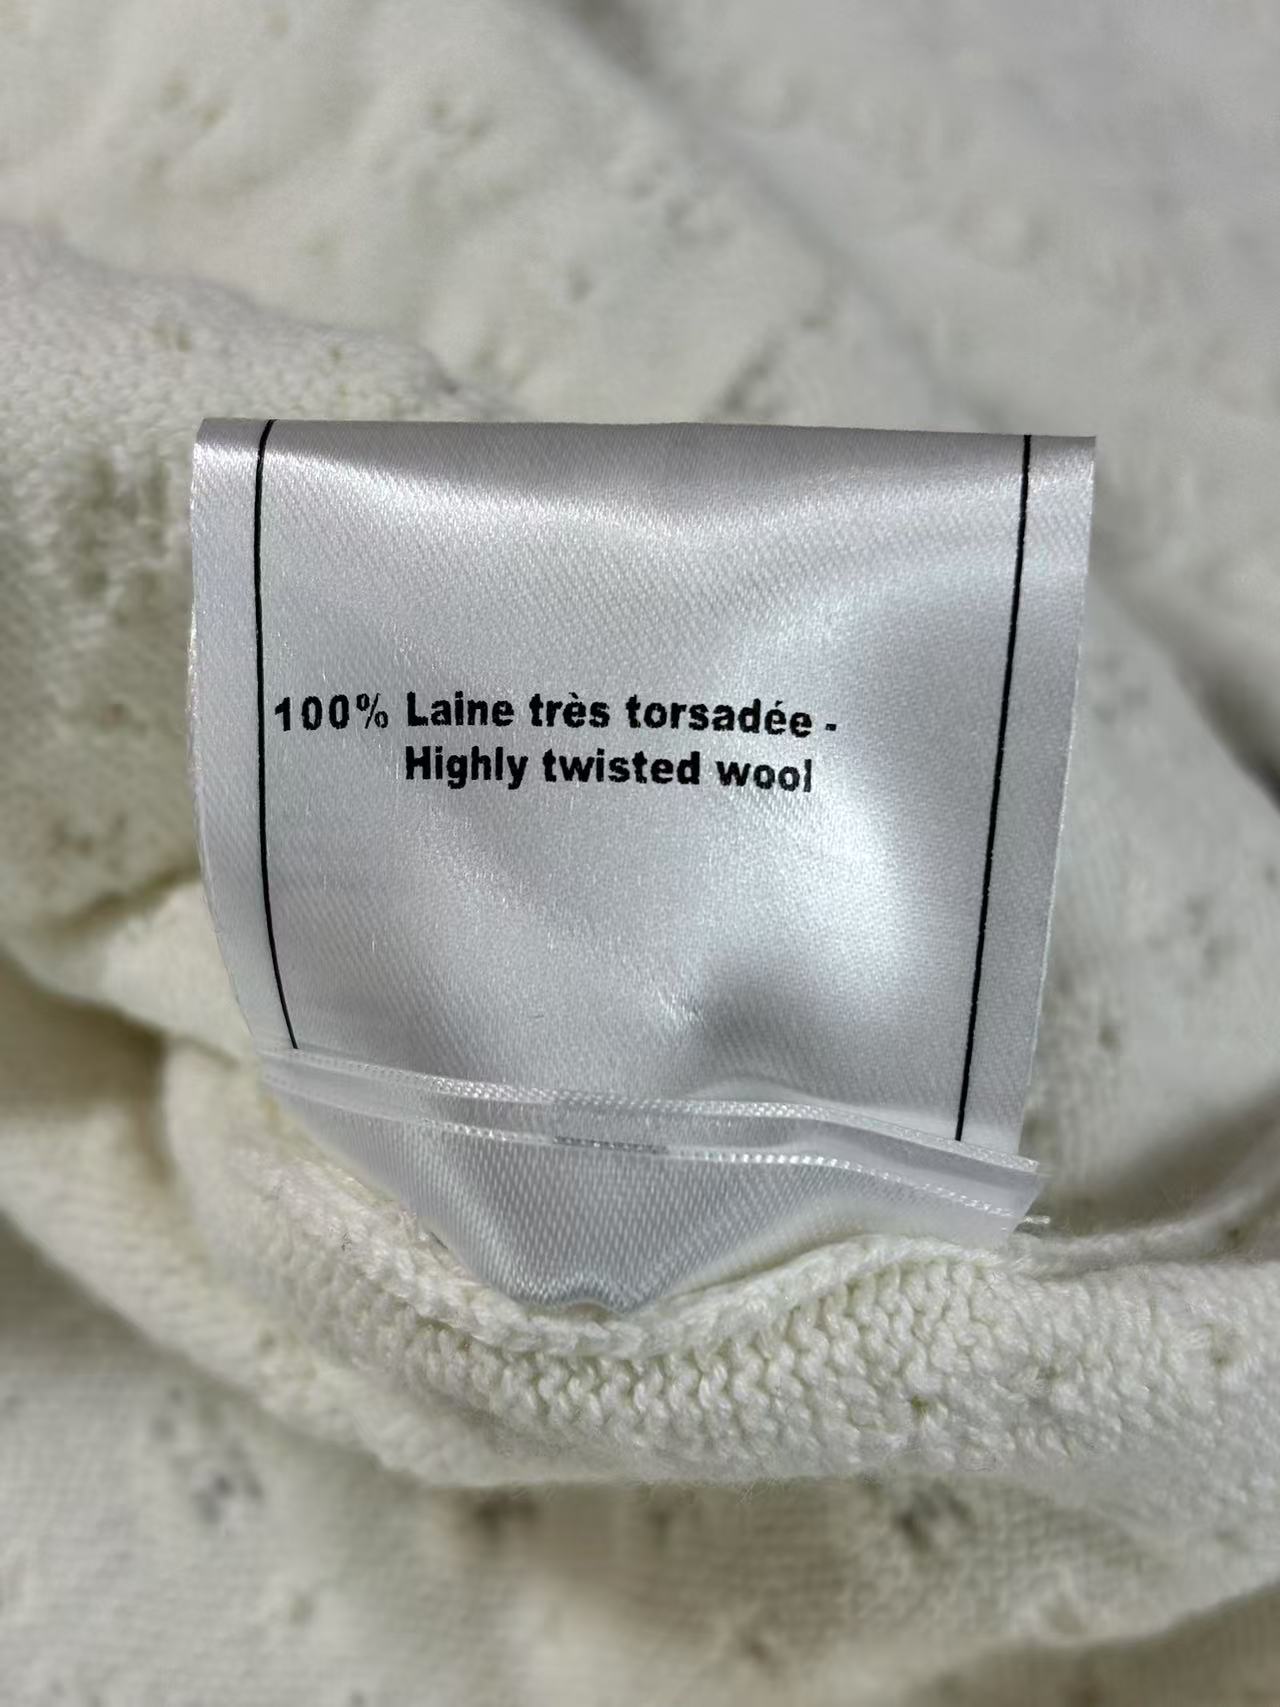 100% Laine très torsadée -
Highly twisted wool